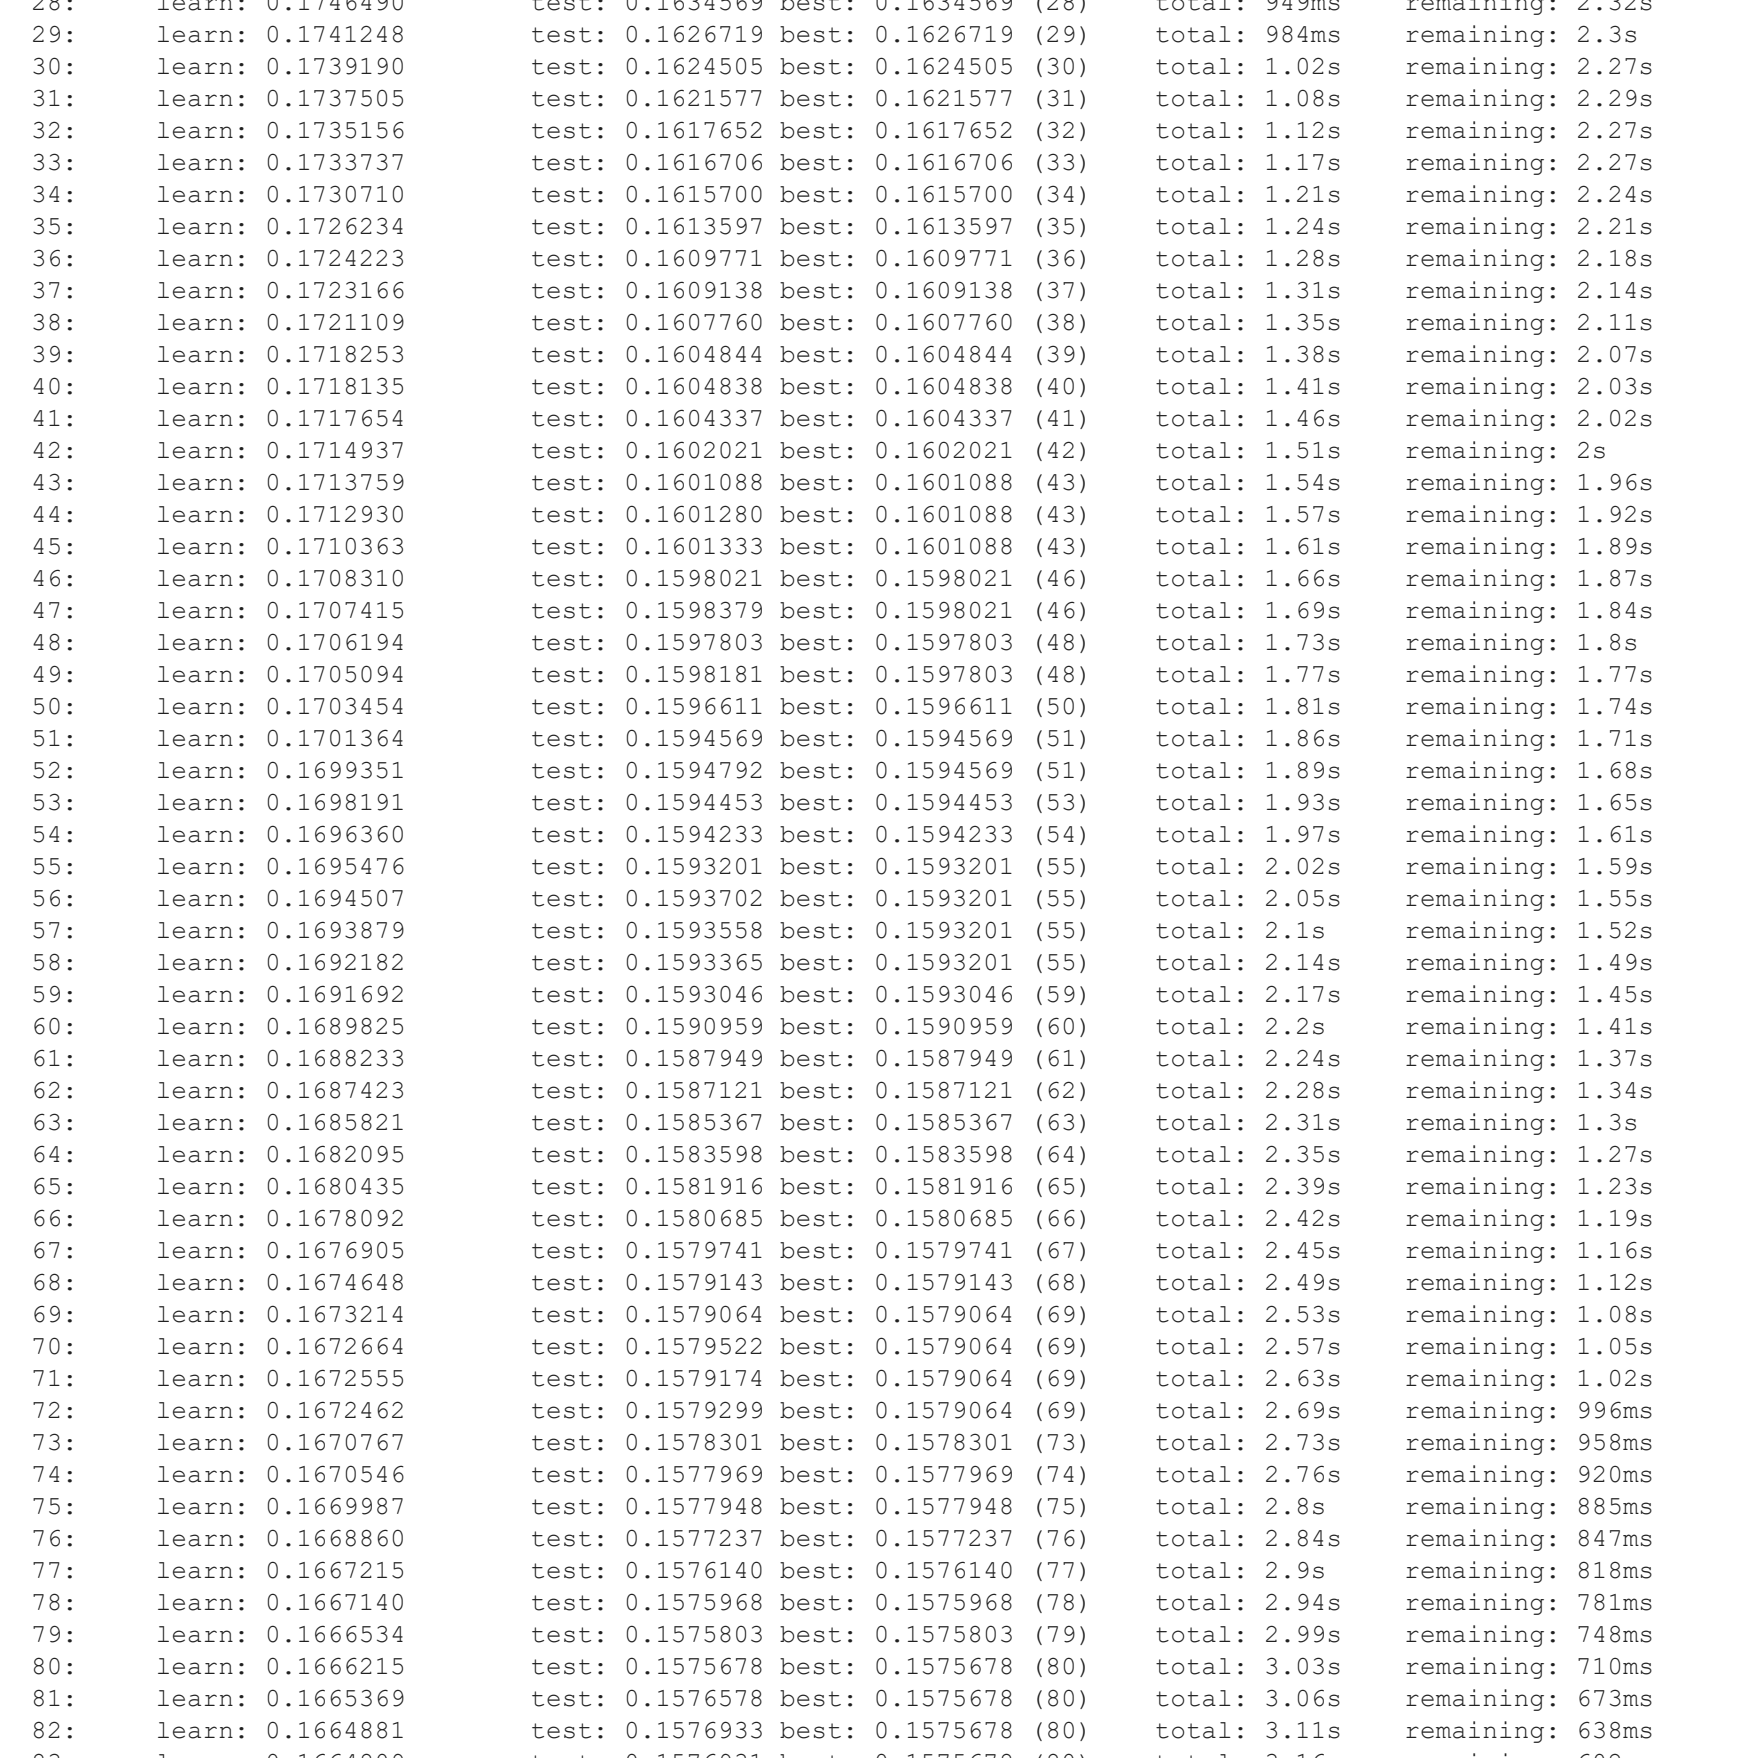 28: learn: 0.1746490 test: 0.1634569 best: 0.1634569 (28) total: 949ms remaining: 2.32s
29: learn: 0.1741248 test: 0.1626719 best: 0.1626719 (29) total: 984ms remaining: 2.3s
30: learn: 0.1739190 test: 0.1624505 best: 0.1624505 (30) total: 1.02s remaining: 2.27s
31: learn: 0.1737505 test: 0.1621577 best: 0.1621577 (31) total: 1.08s remaining: 2.29s
32: learn: 0.1735156 test: 0.1617652 best: 0.1617652 (32) total: 1.12s remaining: 2.27s
33: learn: 0.1733737 test: 0.1616706 best: 0.1616706 (33) total: 1.17s remaining: 2.27s
34: learn: 0.1730710 test: 0.1615700 best: 0.1615700 (34) total: 1.21s remaining: 2.24s
35: learn: 0.1726234 test: 0.1613597 best: 0.1613597 (35) total: 1.24s remaining: 2.21s
36: learn: 0.1724223 test: 0.1609771 best: 0.1609771 (36) total: 1.28s remaining: 2.18s
37: learn: 0.1723166 test: 0.1609138 best: 0.1609138 (37) total: 1.31s remaining: 2.14s
38: learn: 0.1721109 test: 0.1607760 best: 0.1607760 (38) total: 1.35s remaining: 2.11s
39: learn: 0.1718253 test: 0.1604844 best: 0.1604844 (39) total: 1.38s remaining: 2.07s
40: learn: 0.1718135 test: 0.1604838 best: 0.1604838 (40) total: 1.41s remaining: 2.03s
41: learn: 0.1717654 test: 0.1604337 best: 0.1604337 (41) total: 1.46s remaining: 2.02s
42: learn: 0.1714937 test: 0.1602021 best: 0.1602021 (42) total: 1.51s remaining: 2s
43: learn: 0.1713759 test: 0.1601088 best: 0.1601088 (43) total: 1.54s remaining: 1.96s
44: learn: 0.1712930 test: 0.1601280 best: 0.1601088 (43) total: 1.57s remaining: 1.92s
45: learn: 0.1710363 test: 0.1601333 best: 0.1601088 (43) total: 1.61s remaining: 1.89s
46: learn: 0.1708310 test: 0.1598021 best: 0.1598021 (46) total: 1.66s remaining: 1.87s
47: learn: 0.1707415 test: 0.1598379 best: 0.1598021 (46) total: 1.69s remaining: 1.84s
48: learn: 0.1706194 test: 0.1597803 best: 0.1597803 (48) total: 1.73s remaining: 1.8s
49: learn: 0.1705094 test: 0.1598181 best: 0.1597803 (48) total: 1.77s remaining: 1.77s
50: learn: 0.1703454 test: 0.1596611 best: 0.1596611 (50) total: 1.81s remaining: 1.74s
51: learn: 0.1701364 test: 0.1594569 best: 0.1594569 (51) total: 1.86s remaining: 1.71s
52: learn: 0.1699351 test: 0.1594792 best: 0.1594569 (51) total: 1.89s remaining: 1.68s
53: learn: 0.1698191 test: 0.1594453 best: 0.1594453 (53) total: 1.93s remaining: 1.65s
54: learn: 0.1696360 test: 0.1594233 best: 0.1594233 (54) total: 1.97s remaining: 1.61s
55: learn: 0.1695476 test: 0.1593201 best: 0.1593201 (55) total: 2.02s remaining: 1.59s
56: learn: 0.1694507 test: 0.1593702 best: 0.1593201 (55) total: 2.05s remaining: 1.55s
57: learn: 0.1693879 test: 0.1593558 best: 0.1593201 (55) total: 2.1s remaining: 1.52s
58: learn: 0.1692182 test: 0.1593365 best: 0.1593201 (55) total: 2.14s remaining: 1.49s
59: learn: 0.1691692 test: 0.1593046 best: 0.1593046 (59) total: 2.17s remaining: 1.45s
60: learn: 0.1689825 test: 0.1590959 best: 0.1590959 (60) total: 2.2s remaining: 1.41s
61: learn: 0.1688233 test: 0.1587949 best: 0.1587949 (61) total: 2.24s remaining: 1.37s
62: learn: 0.1687423 test: 0.1587121 best: 0.1587121 (62) total: 2.28s remaining: 1.34s
63: learn: 0.1685821 test: 0.1585367 best: 0.1585367 (63) total: 2.31s remaining: 1.3s
64: learn: 0.1682095 test: 0.1583598 best: 0.1583598 (64) total: 2.35s remaining: 1.27s
65: learn: 0.1680435 test: 0.1581916 best: 0.1581916 (65) total: 2.39s remaining: 1.23s
66: learn: 0.1678092 test: 0.1580685 best: 0.1580685 (66) total: 2.42s remaining: 1.19s
67: learn: 0.1676905 test: 0.1579741 best: 0.1579741 (67) total: 2.45s remaining: 1.16s
68: learn: 0.1674648 test: 0.1579143 best: 0.1579143 (68) total: 2.49s remaining: 1.12s
69: learn: 0.1673214 test: 0.1579064 best: 0.1579064 (69) total: 2.53s remaining: 1.08s
70: learn: 0.1672664 test: 0.1579522 best: 0.1579064 (69) total: 2.57s remaining: 1.05s
71: learn: 0.1672555 test: 0.1579174 best: 0.1579064 (69) total: 2.63s remaining: 1.02s
72: learn: 0.1672462 test: 0.1579299 best: 0.1579064 (69) total: 2.69s remaining: 996ms
73: learn: 0.1670767 test: 0.1578301 best: 0.1578301 (73) total: 2.73s remaining: 958ms
74: learn: 0.1670546 test: 0.1577969 best: 0.1577969 (74) total: 2.76s remaining: 920ms
75: learn: 0.1669987 test: 0.1577948 best: 0.1577948 (75) total: 2.8s remaining: 885ms
76: learn: 0.1668860 test: 0.1577237 best: 0.1577237 (76) total: 2.84s remaining: 847ms
77: learn: 0.1667215 test: 0.1576140 best: 0.1576140 (77) total: 2.9s remaining: 818ms
78: learn: 0.1667140 test: 0.1575968 best: 0.1575968 (78) total: 2.94s remaining: 781ms
79: learn: 0.1666534 test: 0.1575803 best: 0.1575803 (79) total: 2.99s remaining: 748ms
80: learn: 0.1666215 test: 0.1575678 best: 0.1575678 (80) total: 3.03s remaining: 710ms
81: learn: 0.1665369 test: 0.1576578 best: 0.1575678 (80) total: 3.06s remaining: 673ms
82: learn: 0.1664881 test: 0.1576933 best: 0.1575678 (80) total: 3.11s remaining: 638ms